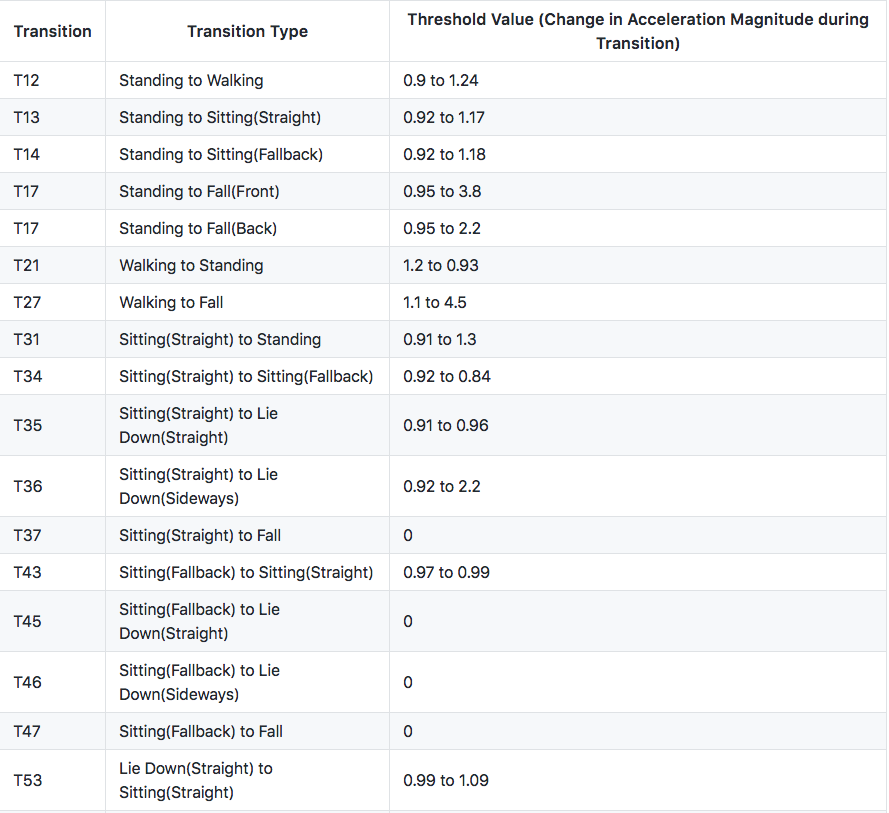 Transition Transition Type Threshold Value (Change in Acceleration Magnitude during
Transition)
T12 Standing to Walking 0.9 to 1.24
T13 Standing to Sitting(Straight) 0.92 to 1.17
T14 Standing to Sitting(Fallback) 0.92 to 1.18
T17 Standing to Fall(Front) 0.95 to 3.8
T17 Standing to Fall(Back) 0.95 to 2.2
T21 Walking to Standing 1.2 to 0.93
T27 Walking to Fall 1.1 to 4.5
T31 Sitting(Straight) to Standing 0.91 to 1.3
T34 Sitting(Straight) to Sitting(Fallback) 0.92 to 0.84
T35 Sitting(Straight) to Lie
Down(Straight) 0.91 to 0.96
T36 Sitting(Straight) to Lie
Down(Sideways) 0.92 to 2.2
T37 Sitting(Straight) to Fall 0
T43 Sitting(Fallback) to Sitting(Straight) 0.97 to 0.99
T45 Sitting(Fallback) to Lie
Down(Straight) 0
T46 Sitting(Fallback) to Lie
Down(Sideways) 0
T47 Sitting(Fallback) to Fall 0
T53 Lie Down(Straight) to
Sitting(Straight) 0.99 to 1.09